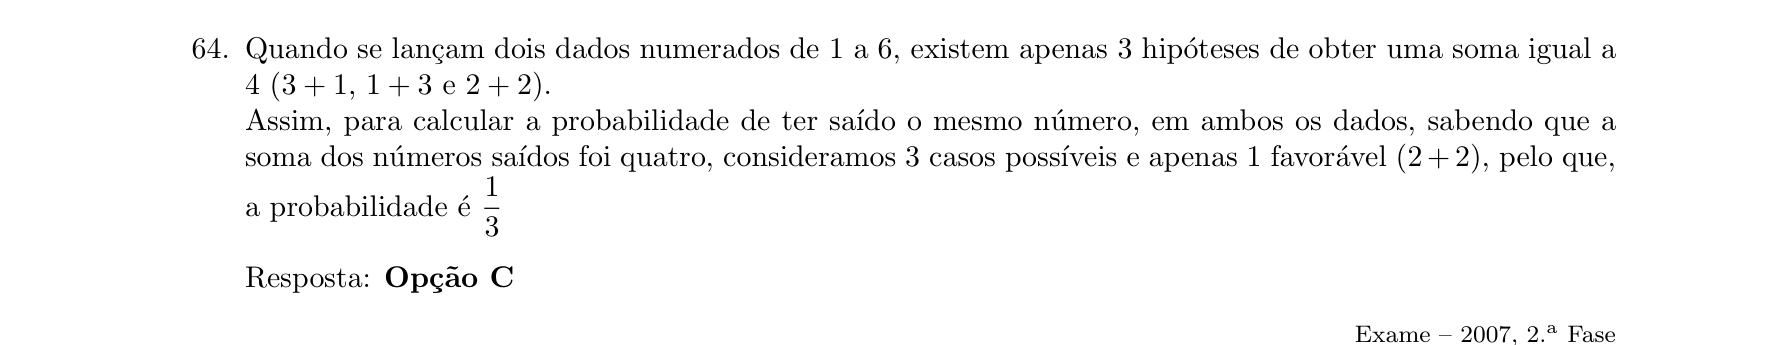 64. Quando se lançam dois dados numerados de 1 a 6, existem apenas 3 hipóteses de obter uma soma igual a
4 (3 + 1, 1 + 3 e 2 + 2).
Assim, para calcular a probabilidade de ter saído o mesmo número, em ambos os dados, sabendo que a
soma dos números saídos foi quatro, consideramos 3 casos possíveis e apenas 1 favorável (2 + 2), pelo que,
a probabilidade é 1/3
Resposta: Opção C
Exame – 2007, 2.ª Fase